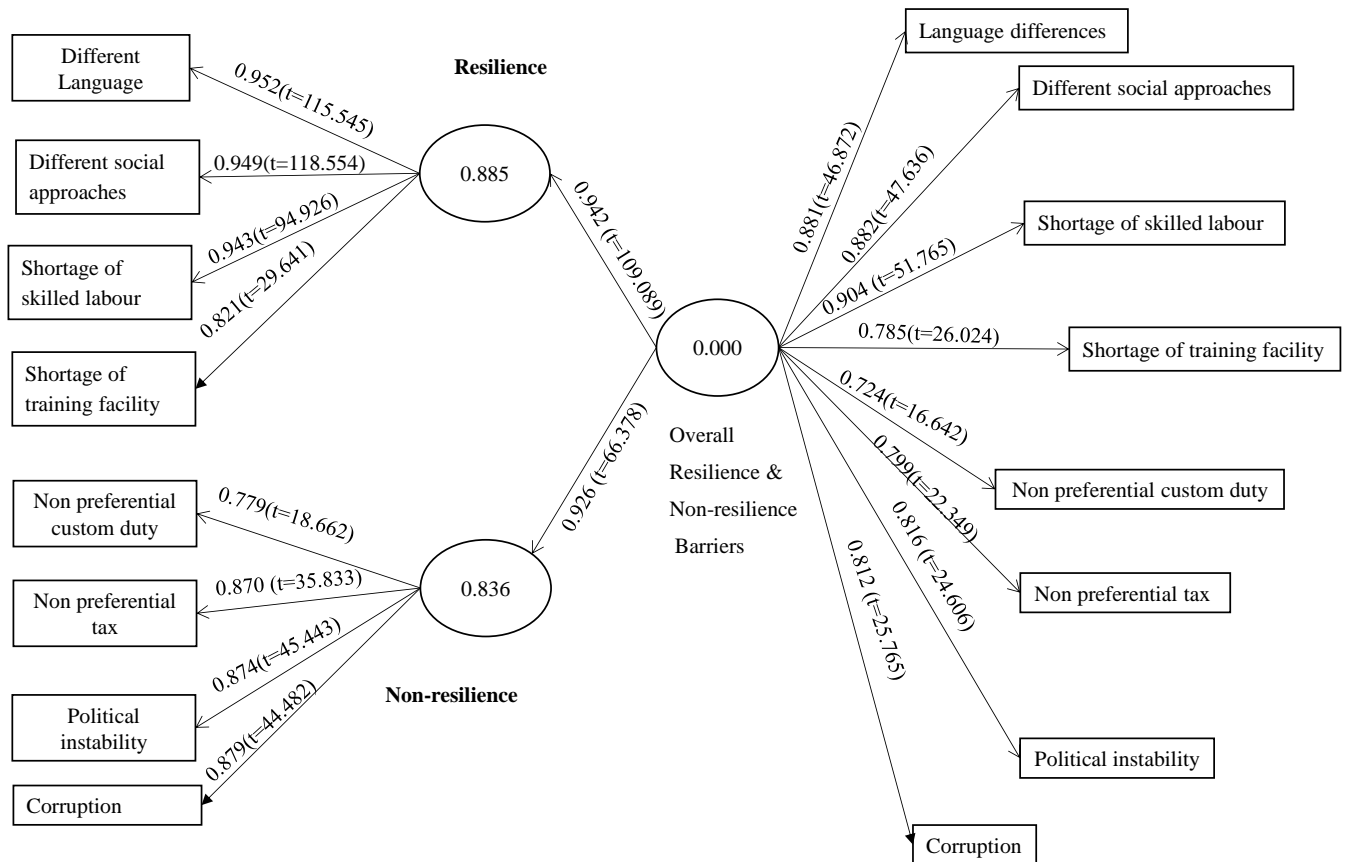 Different
Language
0.952(t=115.545)
Resilience
Different social
approaches
0.949(t=118.554)
0.885
Shortage of
skilled labour
0.943(t=94.926)
Shortage of
training facility
0.821(t=29.641)
0.942 (t=109.089)
Non preferential
custom duty
0.779(t=18.662)
Non preferential
tax
0.870 (t=35.833)
0.836
Political
instability
0.874(t=45.443)
Corruption
0.879(t=44.482)
Non-resilience
0.926 (t=66.378)
0.000
Overall
Resilience &
Non-resilience
Barriers
Language differences
0.881(t=46.872)
Different social approaches
0.882(t=47.636)
Shortage of skilled labour
0.904 (t=51.765)
Shortage of training facility
0.785(t=26.024)
Non preferential custom duty
0.724(t=16.642)
Non preferential tax
0.799(t=22.349)
Political instability
0.816 (t=24.606)
Corruption
0.812 (t=25.765)